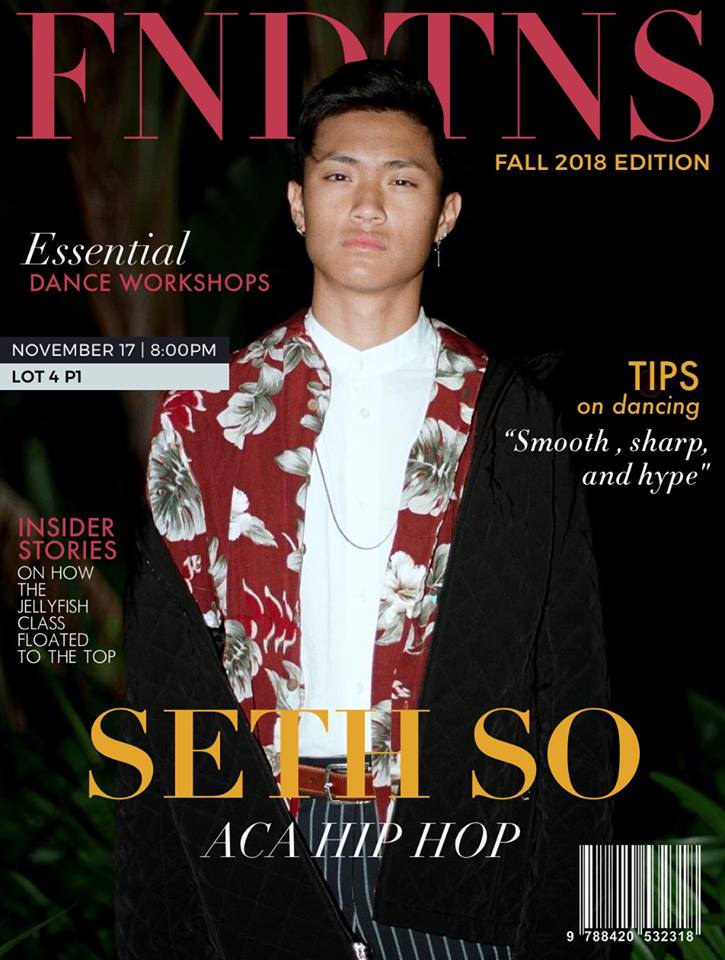 FNDTNS
FALL 2018 EDITION
Essential
DANCE WORKSHOPS
NOVEMBER 17 | 8:00PM
LOT 4 P1
TIPS
on dancing
“Smooth , sharp,
and hype"
INSIDER
STORIES
ON HOW
THE
JELLYFISH
CLASS
FLOATED
TO THE TOP
SETH SO
ACA HIP HOP
9 788420 532318